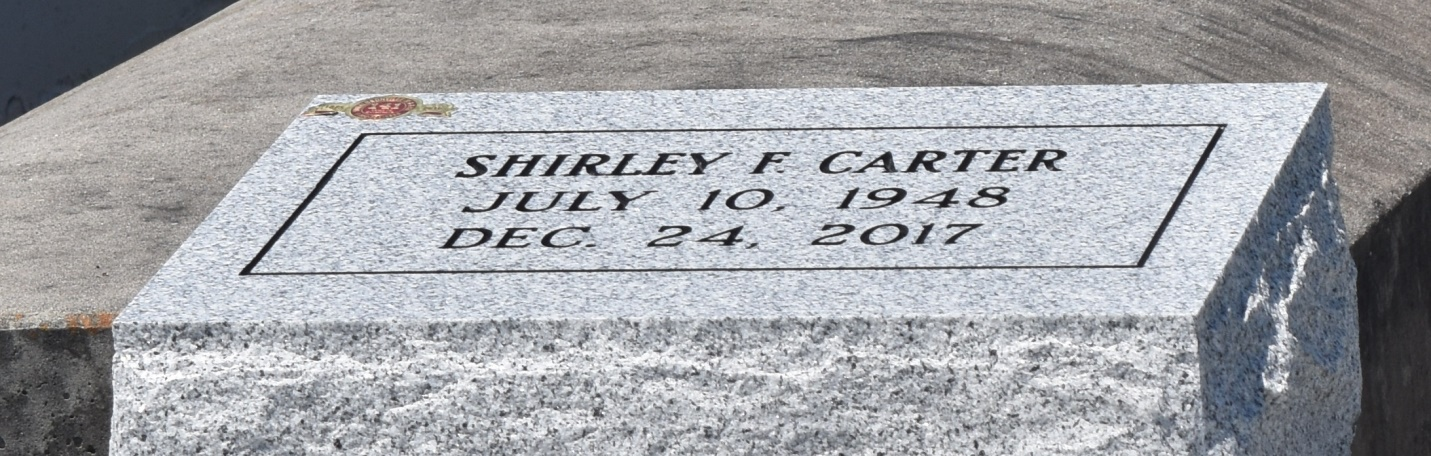 SHIRLEY F. CARTER
JULY 10, 1948
DEC. 24, 2017